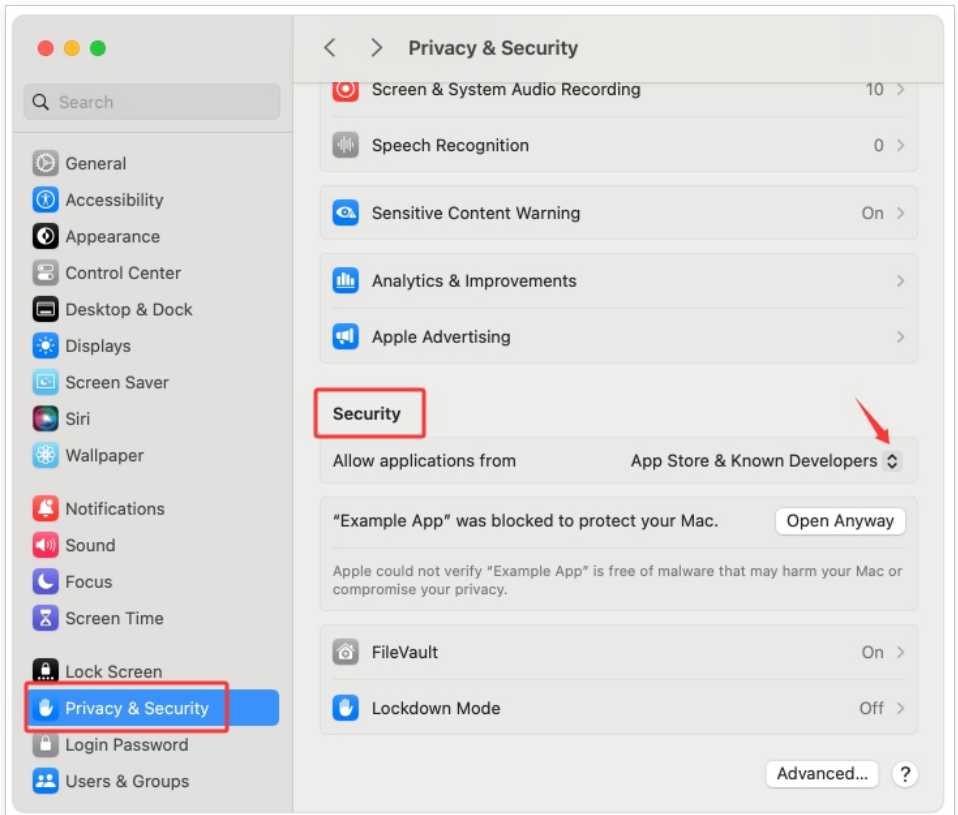 Privacy & Security
Search
General
Accessibility
Appearance
Control Center
Desktop & Dock
Displays
Screen Saver
Siri
Wallpaper
Notifications
Sound
Focus
Screen Time
Lock Screen
Privacy & Security
Login Password
Users & Groups
Screen & System Audio Recording 10
Speech Recognition 0
Sensitive Content Warning On
Analytics & Improvements
Apple Advertising
Security
Allow applications from App Store & Known Developers
“Example App” was blocked to protect your Mac. Open Anyway
Apple could not verify “Example App” is free of malware that may harm your Mac or
compromise your privacy.
FileVault On
Lockdown Mode Off
Advanced... ?